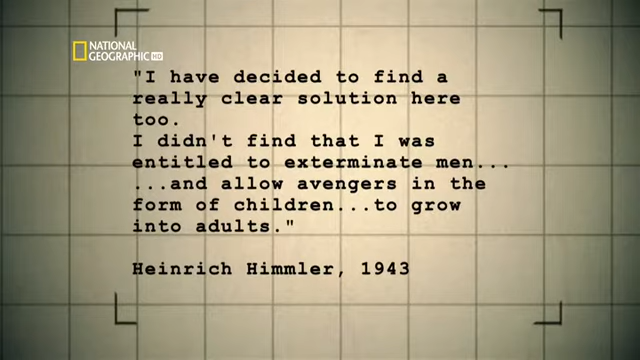 NATIONAL
GEOGRAPHIC HD
"I have decided to find a
really clear solution here
too.
I didn't find that I was
entitled to exterminate men...
...and allow avengers in the
form of children...to grow
into adults."
Heinrich Himmler, 1943